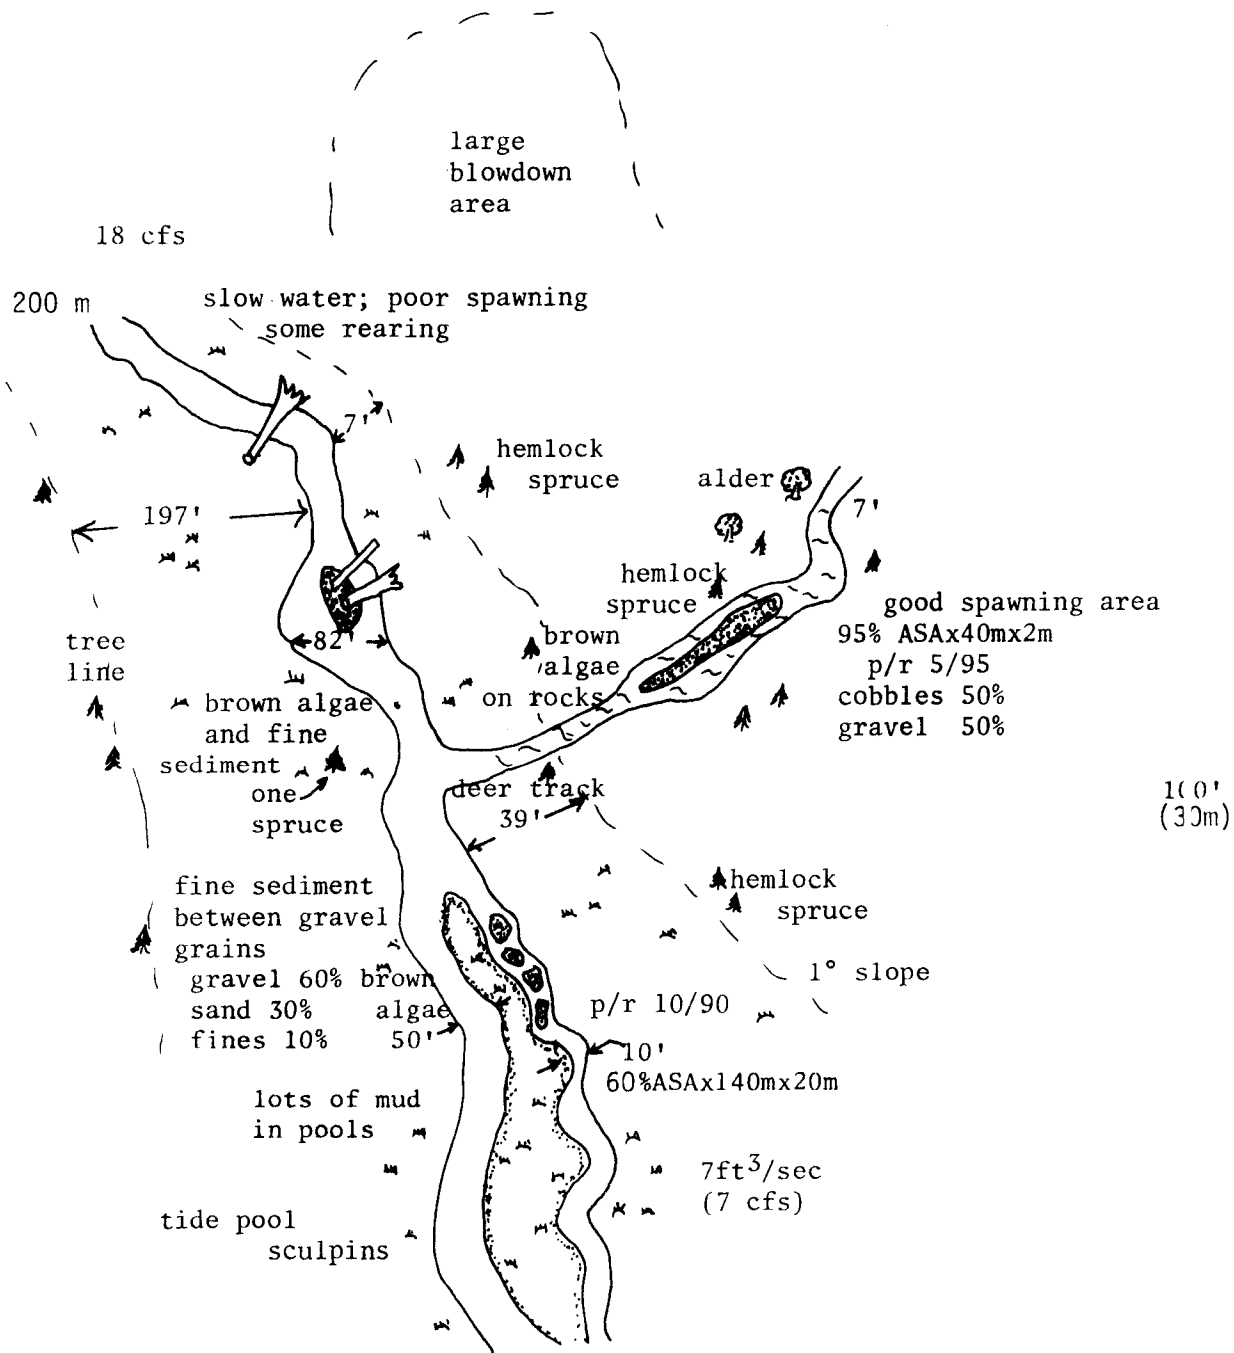 large
blowdown
area
18 cfs
200 m
slow water; poor spawning
some rearing
7'
hemlock
spruce
alder
7'
197'
hemlock
spruce
good spawning area
95% ASAx40mx2m
p/r 5/95
cobbles 50%
gravel 50%
82'
tree
line
brown
algae
on rocks
brown algae
and fine
sediment
one
spruce
deer track
39'
100'
(30m)
fine sediment
between gravel
grains
gravel 60% brown
sand 30% algae
fines 10% 50'
hemlock
spruce
1° slope
p/r 10/90
10'
60%ASAx140mx20m
lots of mud
in pools
7ft³/sec
(7 cfs)
tide pool
sculpins